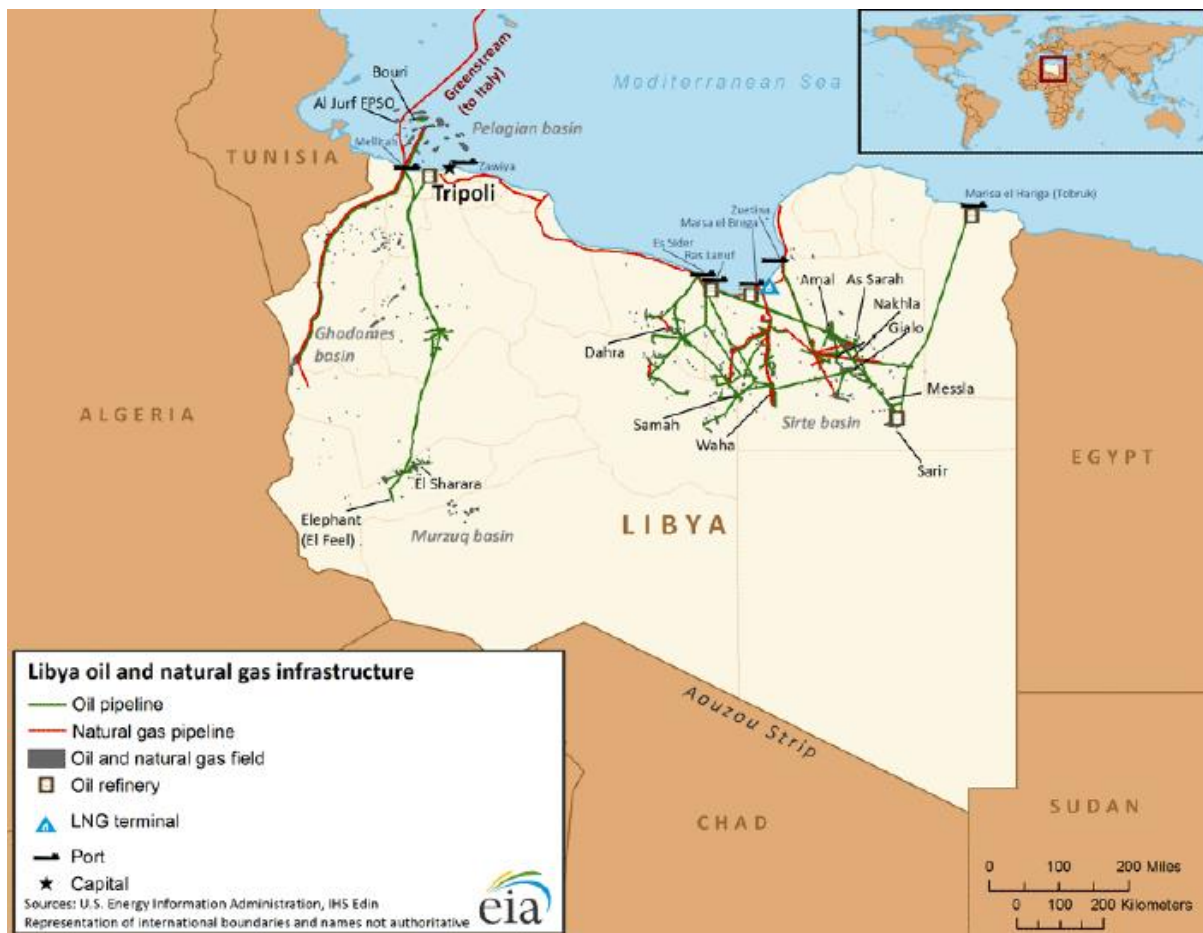 Bouri
Al Jurf FPSO
Greenstream
(to Italy)
Mediterranean Sea
Pelagian basin
TUNISIA
Mellitah
Zawiya
Tripoli
Zuetina
Marsa el Brega
Marsa el Hariga (Tobruk)
Es Sider
Ras Lanuf
Amal
As Sarah
Nakhla
Gialo
Ghadames
basin
Dahra
ALGERIA
Messla
Samah
Waha
Sirte basin
Sarir
EGYPT
El Sharara
Elephant
(El Feel)
Murzuq basin
LIBYA
Aouzou Strip
CHAD
SUDAN
Libya oil and natural gas infrastructure
Oil pipeline
Natural gas pipeline
Oil and natural gas field
Oil refinery
LNG terminal
Port
Capital
Sources: U.S. Energy Information Administration, IHS Edin
Representation of international boundaries and names not authoritative
eia
0 100 200 Miles
0 100 200 Kilometers